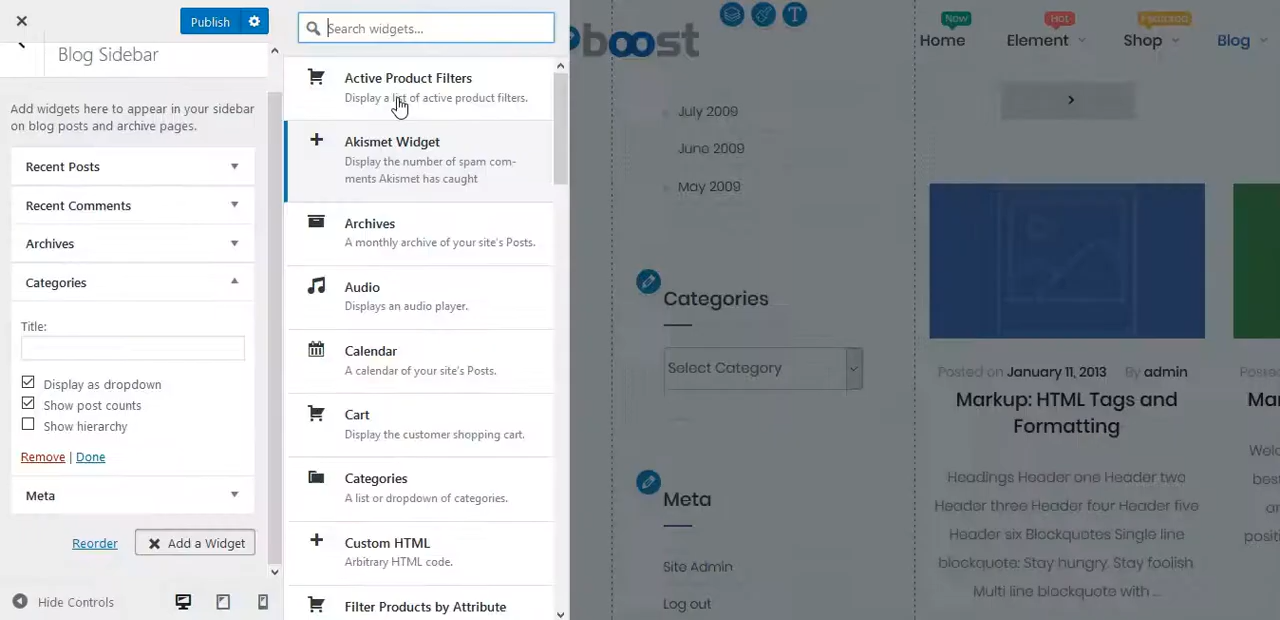 Publish
Blog Sidebar
Add widgets here to appear in your sidebar
on blog posts and archive pages.
Recent Posts
Recent Comments
Archives
Categories
Title:
Display as dropdown
Show post counts
Show hierarchy
Remove | Done
Meta
Reorder
Add a Widget
Hide Controls
Search widgets...
Active Product Filters
Display a list of active product filters.
Akismet Widget
Display the number of spam com-
ments Akismet has caught
Archives
A monthly archive of your site's Posts.
Audio
Displays an audio player.
Calendar
A calendar of your site's Posts.
Cart
Display the customer shopping cart.
Categories
A list or dropdown of categories.
Custom HTML
Arbitrary HTML code.
Filter Products by Attribute
boost
New
Hot
Featured
Home
Element
Shop
Blog
July 2009
June 2009
May 2009
Categories
Select Category
Meta
Site Admin
Log out
Posted on January 11, 2013 By admin
Markup: HTML Tags and
Formatting
Headings Header one Header two
Header three Header four Header five
Header six Blockquotes Single line
blockquote: Stay hungry. Stay foolish
Multi line blockquote with ...